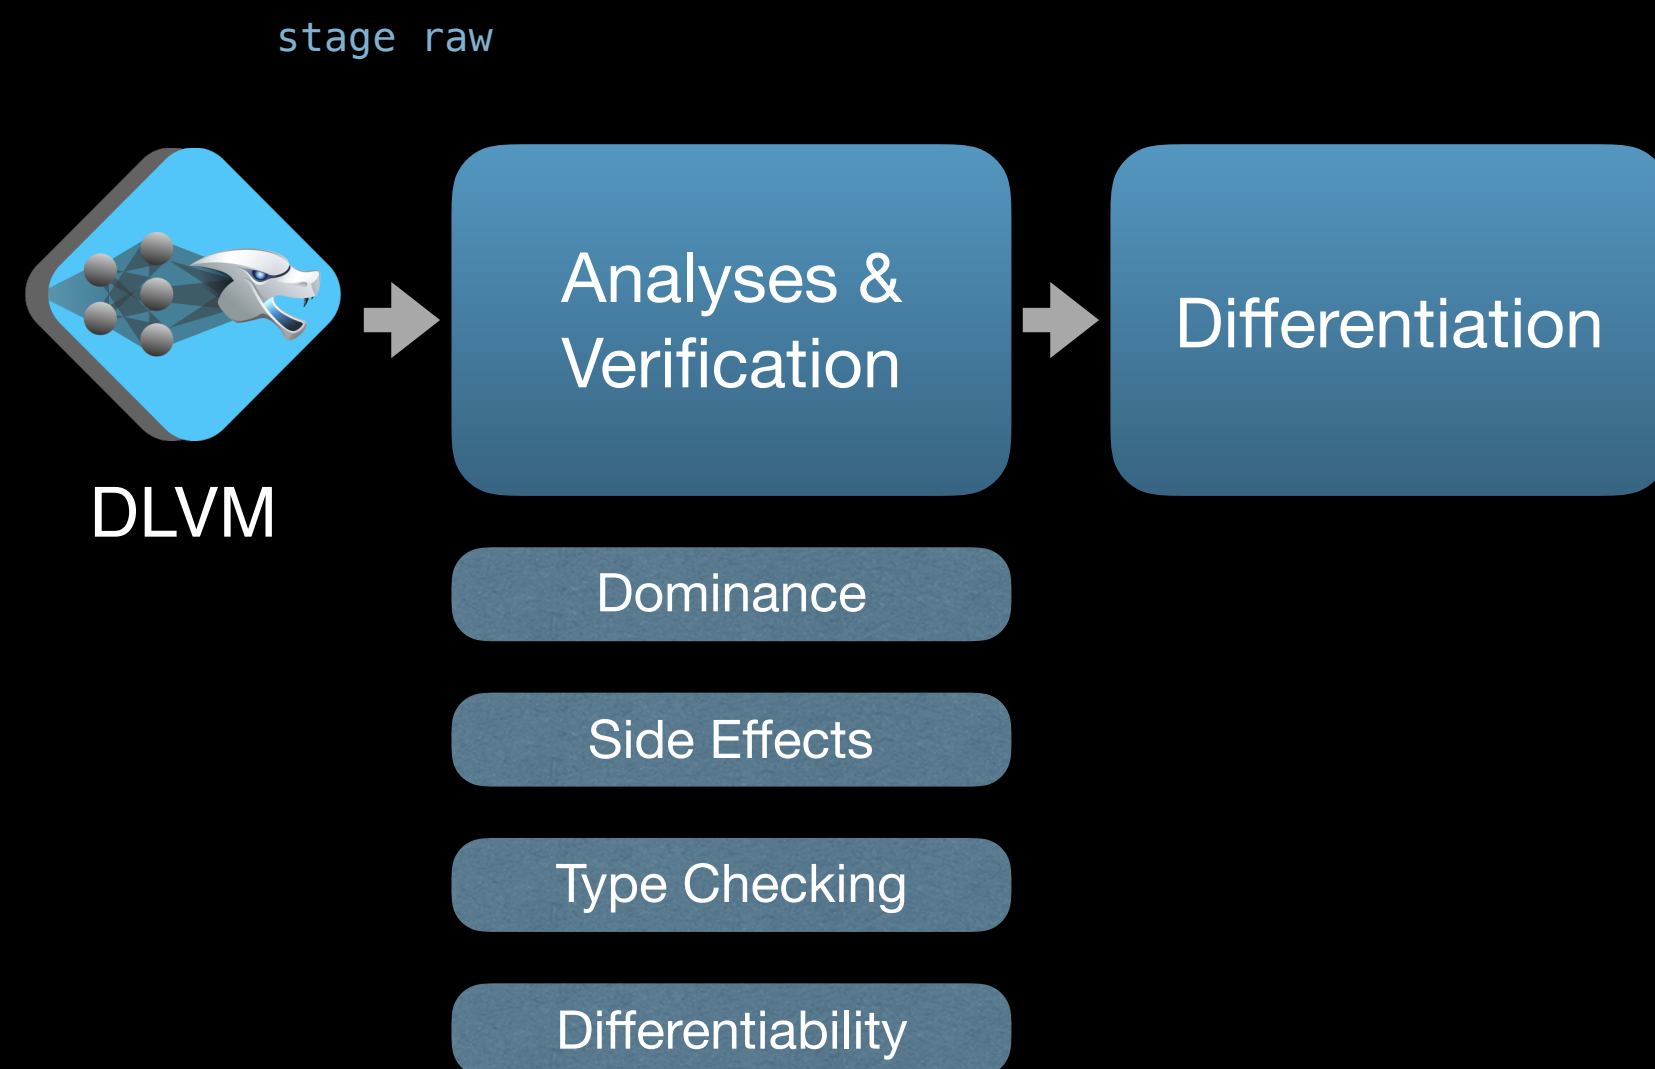 stage raw
DLVM
Analyses &
Verification
Differentiation
Dominance
Side Effects
Type Checking
Differentiability